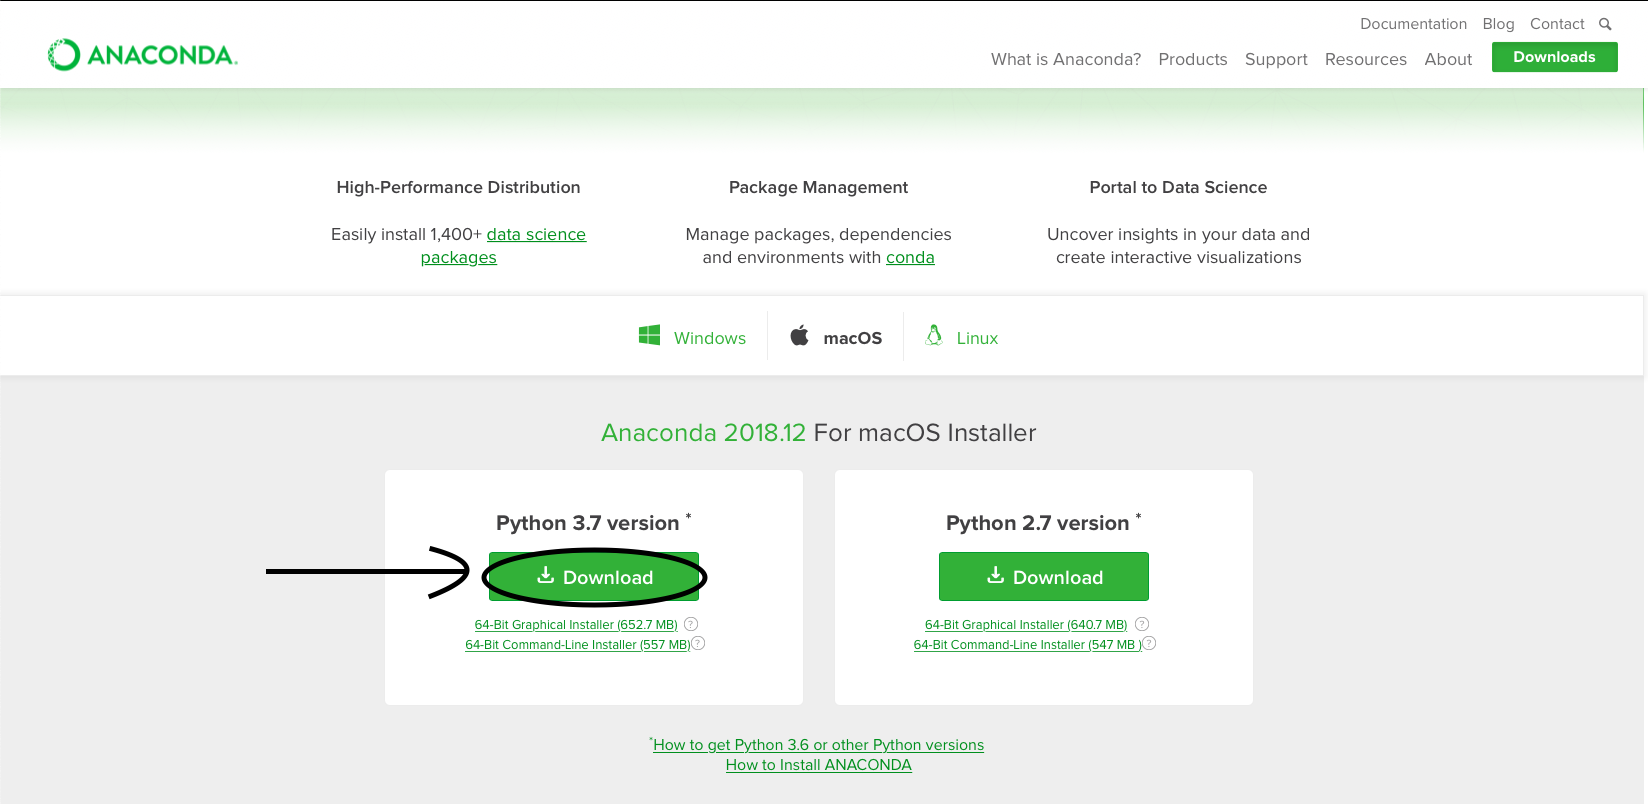 Documentation Blog Contact
ANANCONDA.
What is Anaconda? Products Support Resources About Downloads
High-Performance Distribution
Easily install 1,400+ data science
packages
Package Management
Manage packages, dependencies
and environments with conda
Portal to Data Science
Uncover insights in your data and
create interactive visualizations
Windows macOS Linux
Anaconda 2018.12 For macOS Installer
Python 3.7 version *
Download
64-Bit Graphical Installer (652.7 MB) ?
64-Bit Command-Line Installer (557 MB) ?
Python 2.7 version *
Download
64-Bit Graphical Installer (640.7 MB) ?
64-Bit Command-Line Installer (547 MB ) ?
*How to get Python 3.6 or other Python versions
How to Install ANACONDA